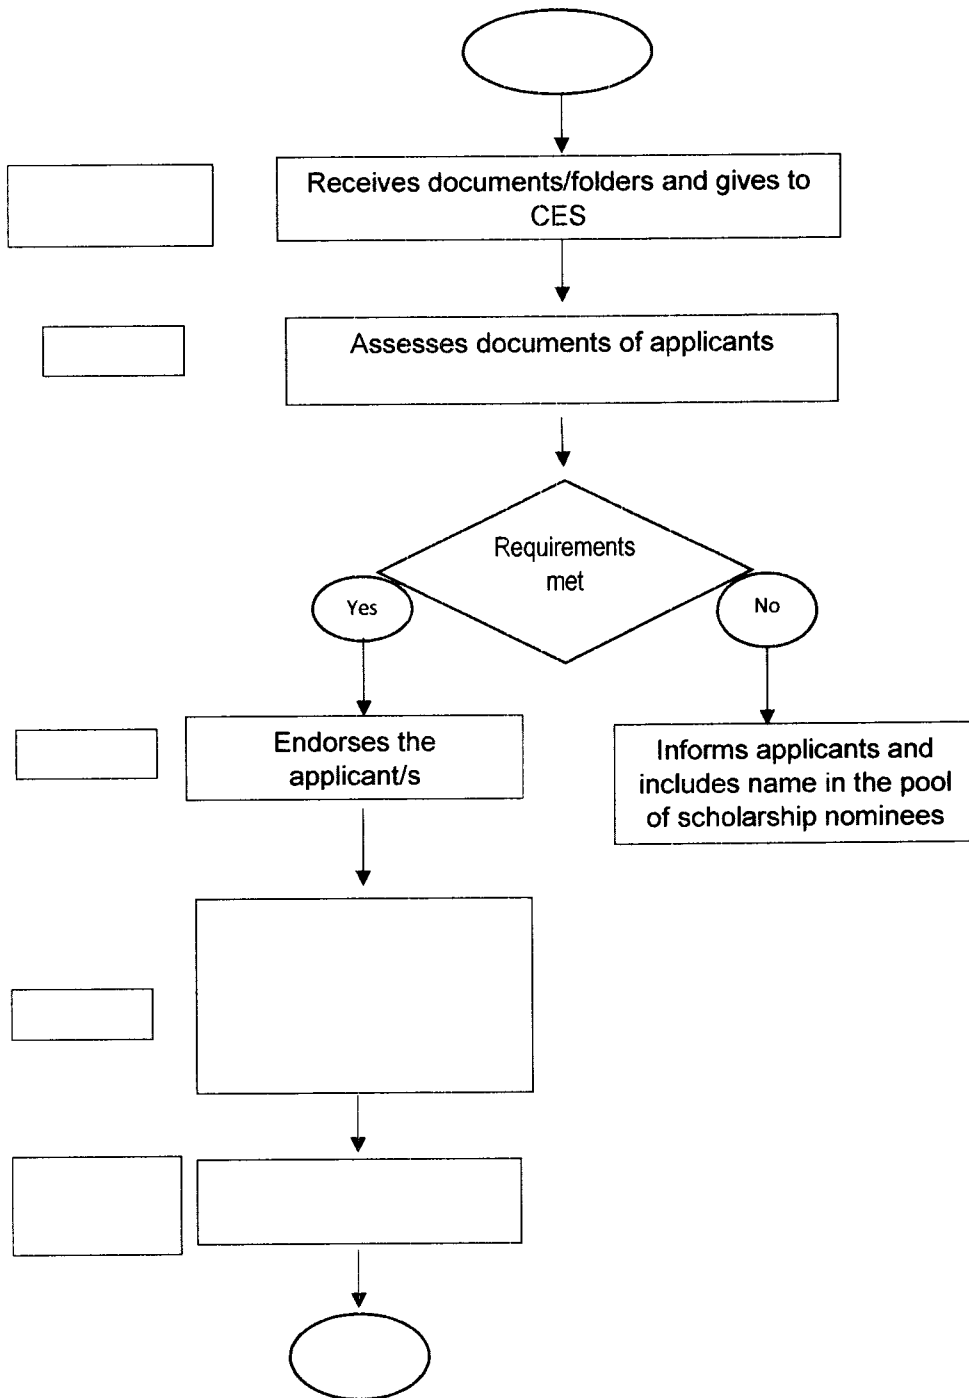 Receives documents/folders and gives to
CES
Assesses documents of applicants
Requirements
met
Yes
No
Endorses the
applicant/s
Informs applicants and
includes name in the pool
of scholarship nominees